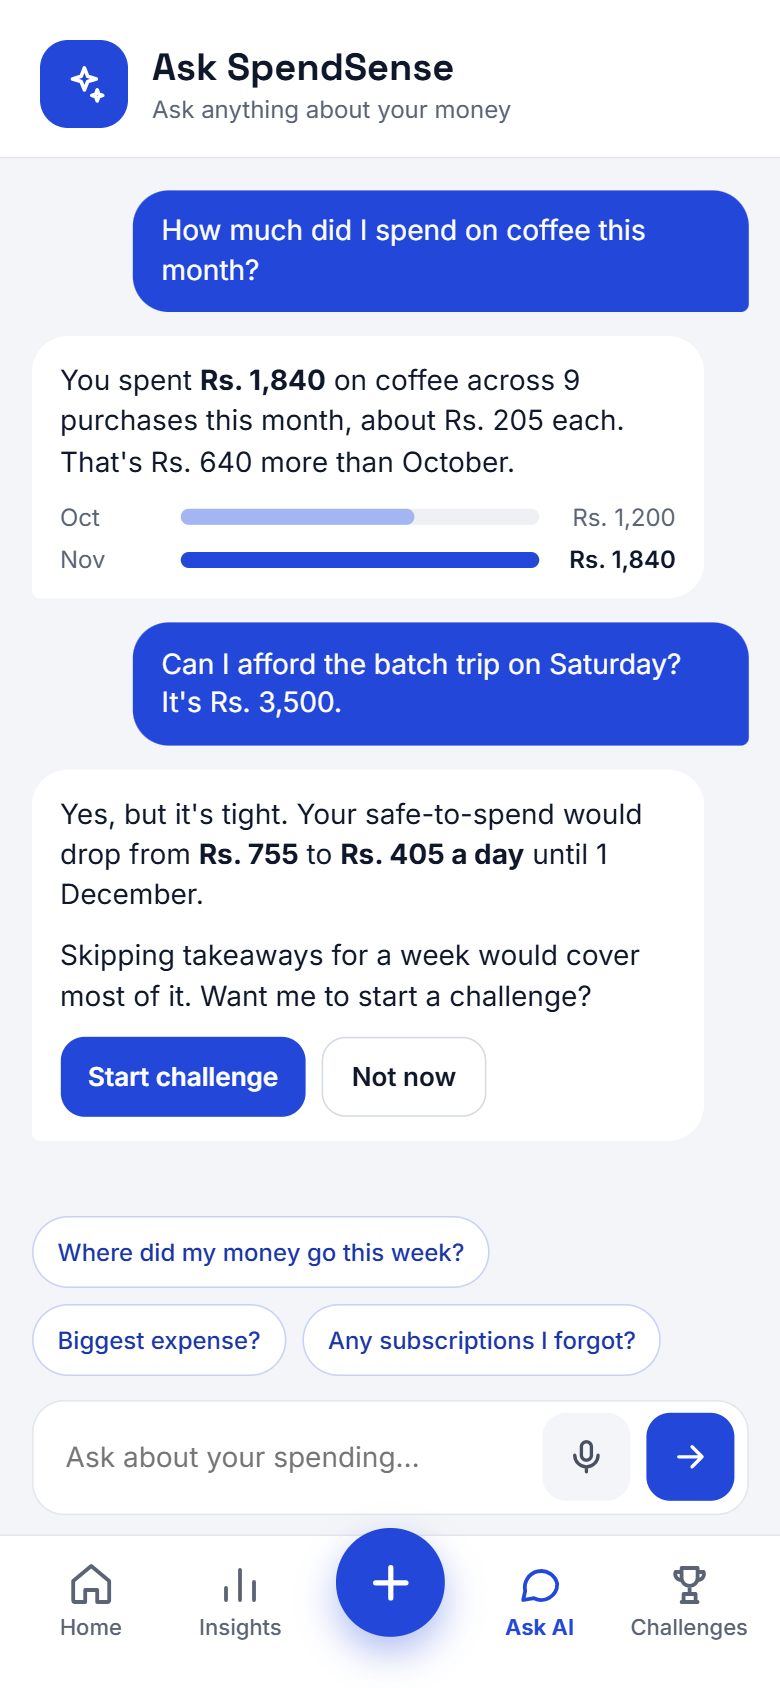 Ask SpendSense
Ask anything about your money
How much did I spend on coffee this
month?
You spent Rs. 1,840 on coffee across 9
purchases this month, about Rs. 205 each.
That's Rs. 640 more than October.
Oct Rs. 1,200
Nov Rs. 1,840
Can I afford the batch trip on Saturday?
It's Rs. 3,500.
Yes, but it's tight. Your safe-to-spend would
drop from Rs. 755 to Rs. 405 a day until 1
December.
Skipping takeaways for a week would cover
most of it. Want me to start a challenge?
Start challenge Not now
Where did my money go this week?
Biggest expense? Any subscriptions I forgot?
Ask about your spending...
Home Insights Ask AI Challenges